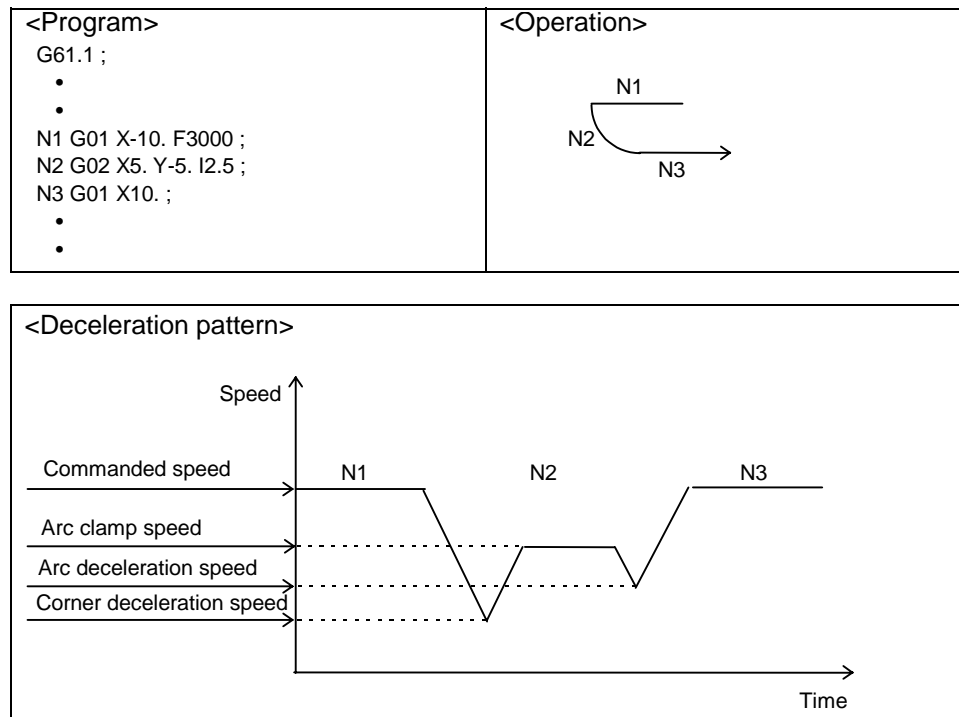 <Program>
G61.1 ;
•
•
N1 G01 X-10. F3000 ;
N2 G02 X5. Y-5. I2.5 ;
N3 G01 X10. ;
•
•
<Operation>
N1
N2
N3
<Deceleration pattern>
Speed
Commanded speed
N1
N2
N3
Arc clamp speed
Arc deceleration speed
Corner deceleration speed
Time